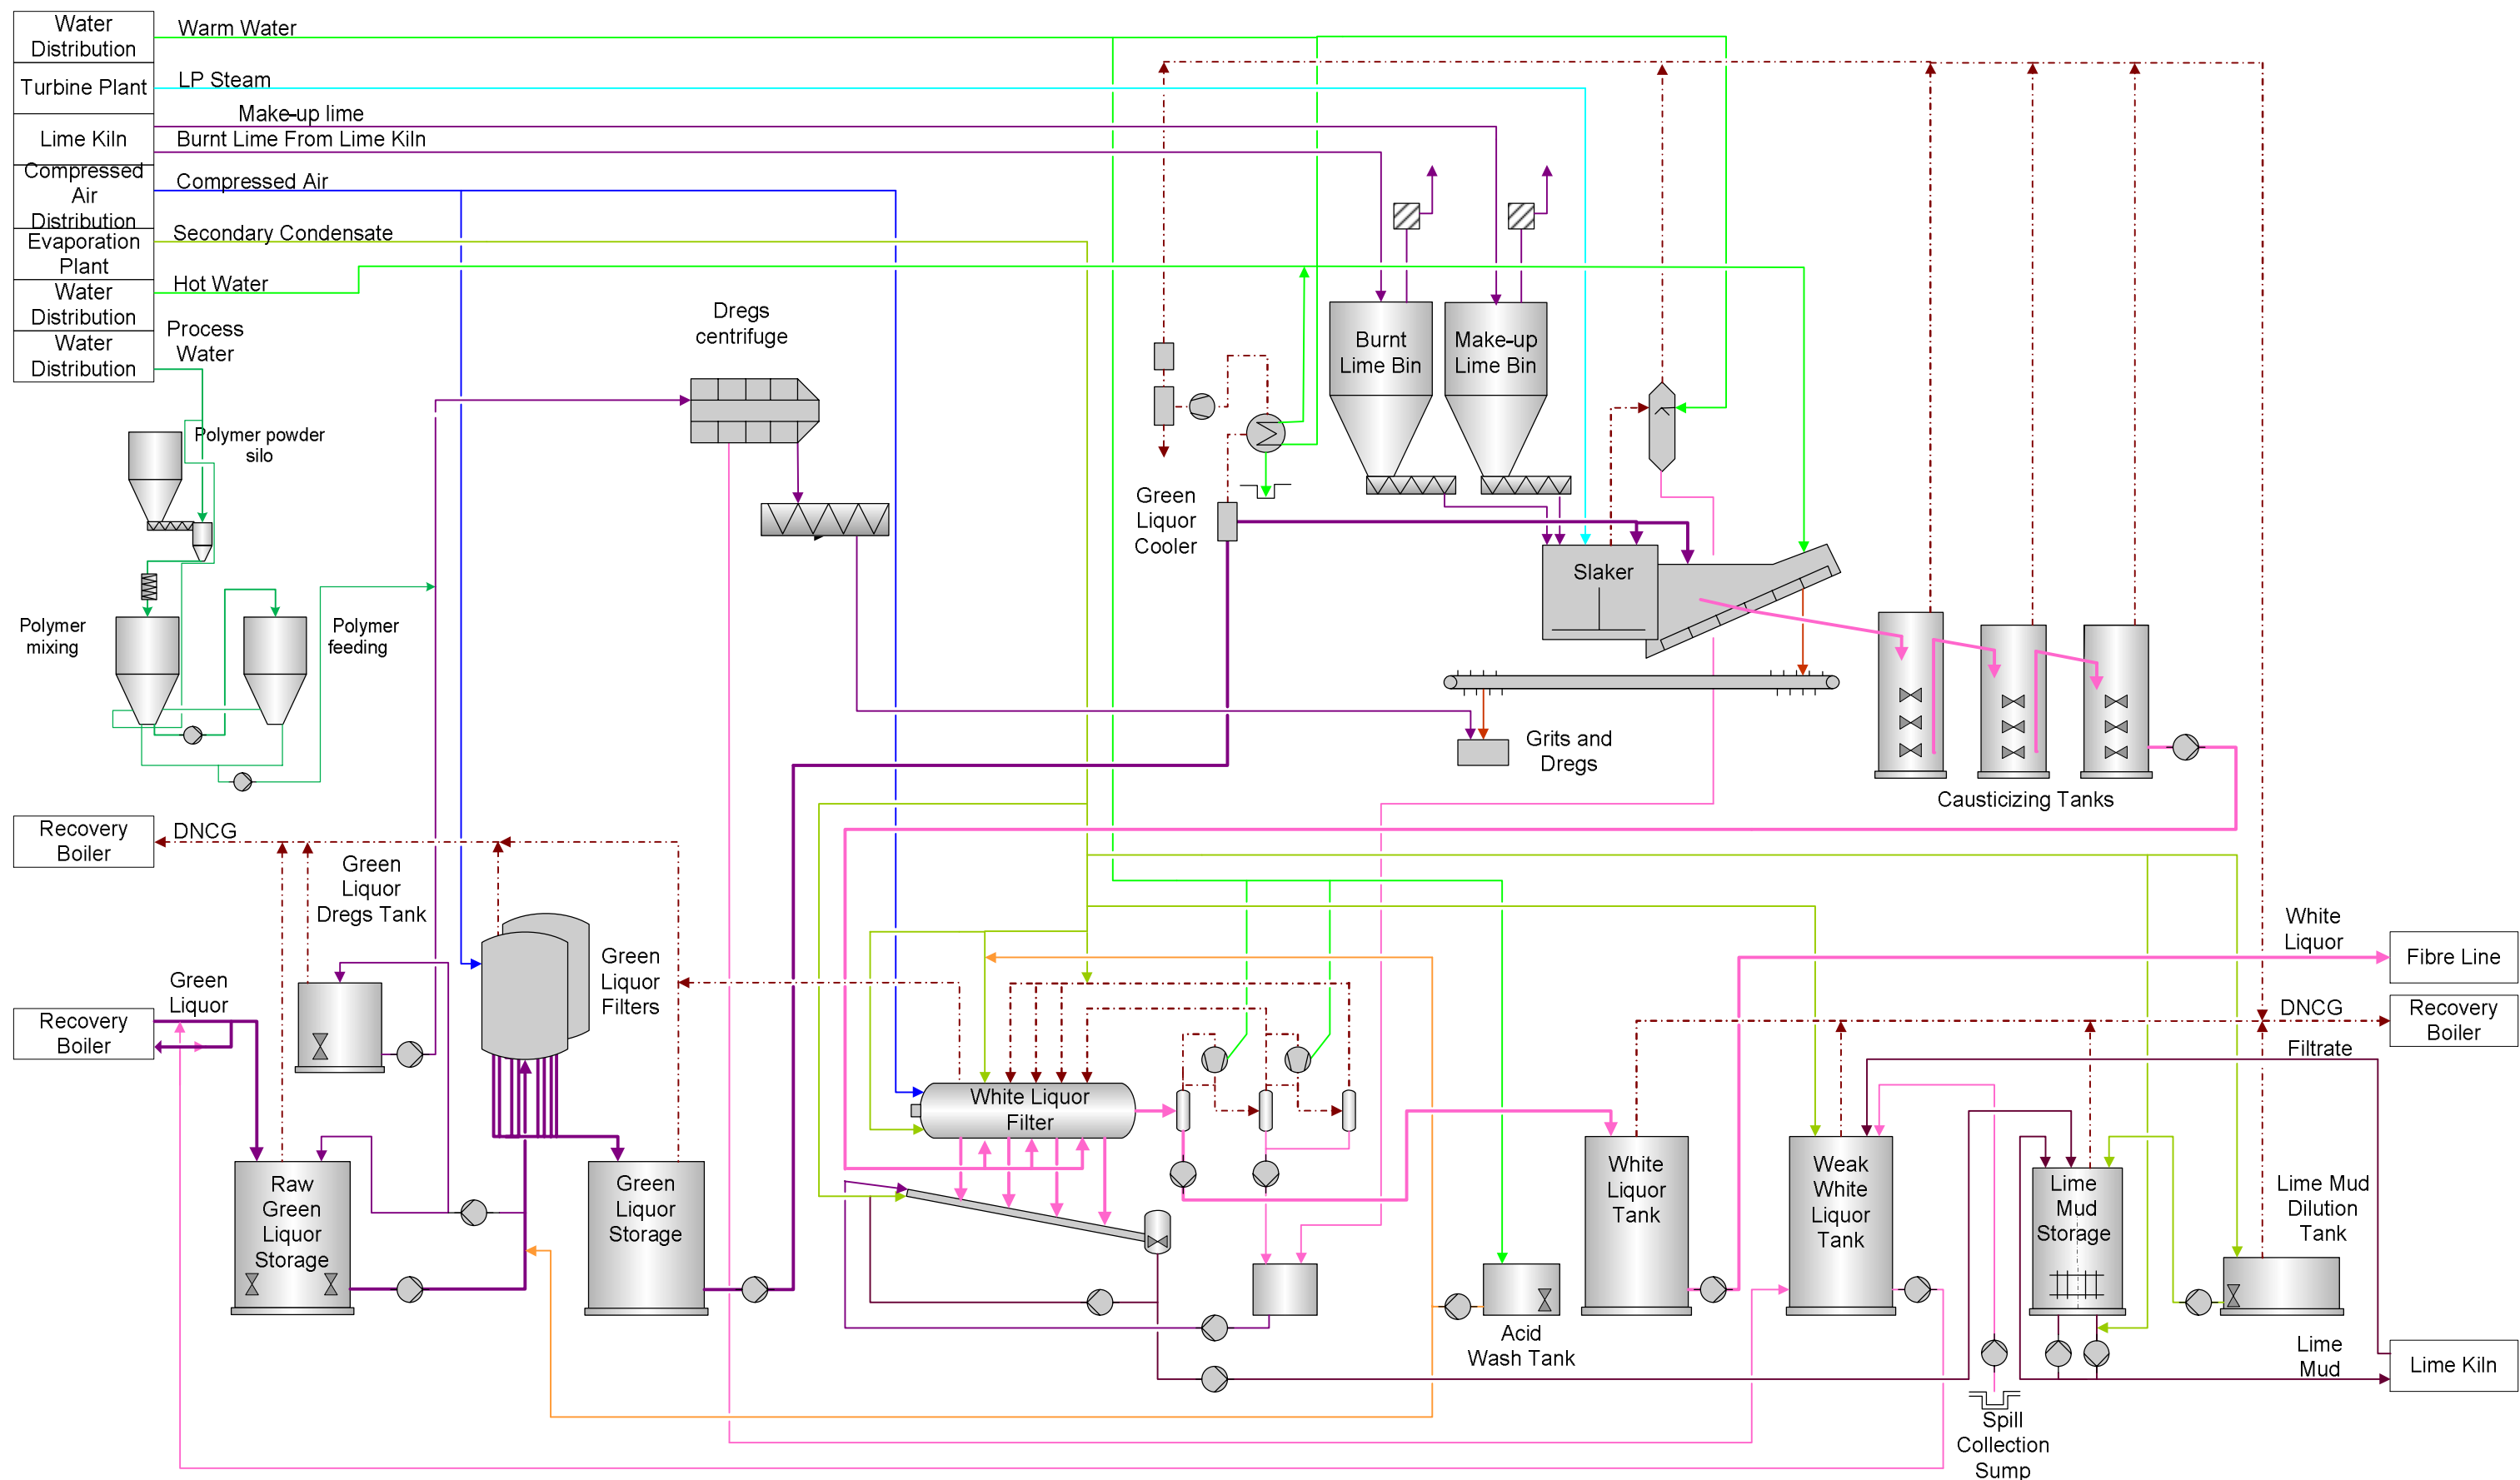 Water
Distribution
Warm Water
Turbine Plant
LP Steam
Make-up lime
Lime Kiln
Burnt Lime From Lime Kiln
Compressed
Air
Distribution
Compressed Air
Evaporation
Plant
Secondary Condensate
Water
Distribution
Hot Water
Water
Distribution
Process
Water
Dregs
centrifuge
Burnt
Lime Bin
Make-up
Lime Bin
Polymer powder
silo
Green
Liquor
Cooler
Slaker
Polymer
mixing
Polymer
feeding
Grits and
Dregs
Causticizing Tanks
Recovery
Boiler
DNCG
Green
Liquor
Dregs Tank
Green
Liquor
Filters
White
Liquor
Fibre Line
Green
Liquor
Recovery
Boiler
DNCG
Recovery
Boiler
Filtrate
White Liquor
Filter
Raw
Green
Liquor
Storage
Green
Liquor
Storage
White
Liquor
Tank
Weak
White
Liquor
Tank
Lime
Mud
Storage
Lime Mud
Dilution
Tank
Acid
Wash Tank
Lime
Mud
Lime Kiln
Spill
Collection
Sump